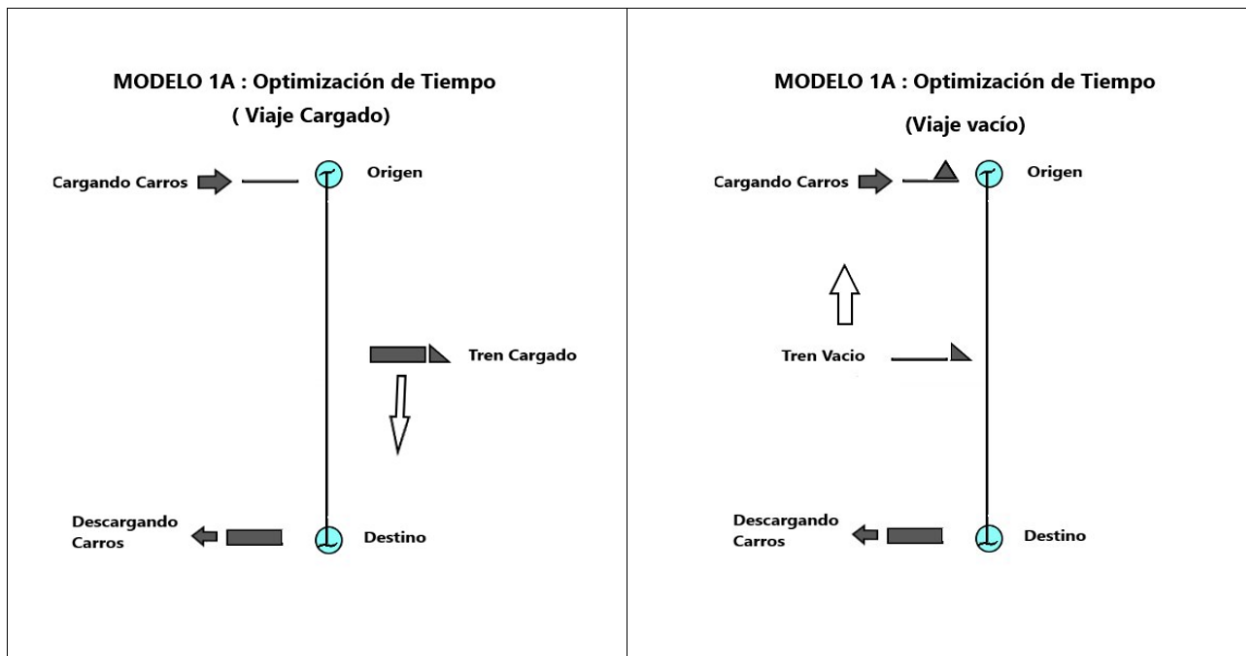 MODELO 1A : Optimización de Tiempo
( Viaje Cargado)
Cargando Carros
Origen
Tren Cargado
Descargando
Carros
Destino
MODELO 1A : Optimización de Tiempo
(Viaje vacío)
Cargando Carros
Origen
Tren Vacio
Descargando
Carros
Destino